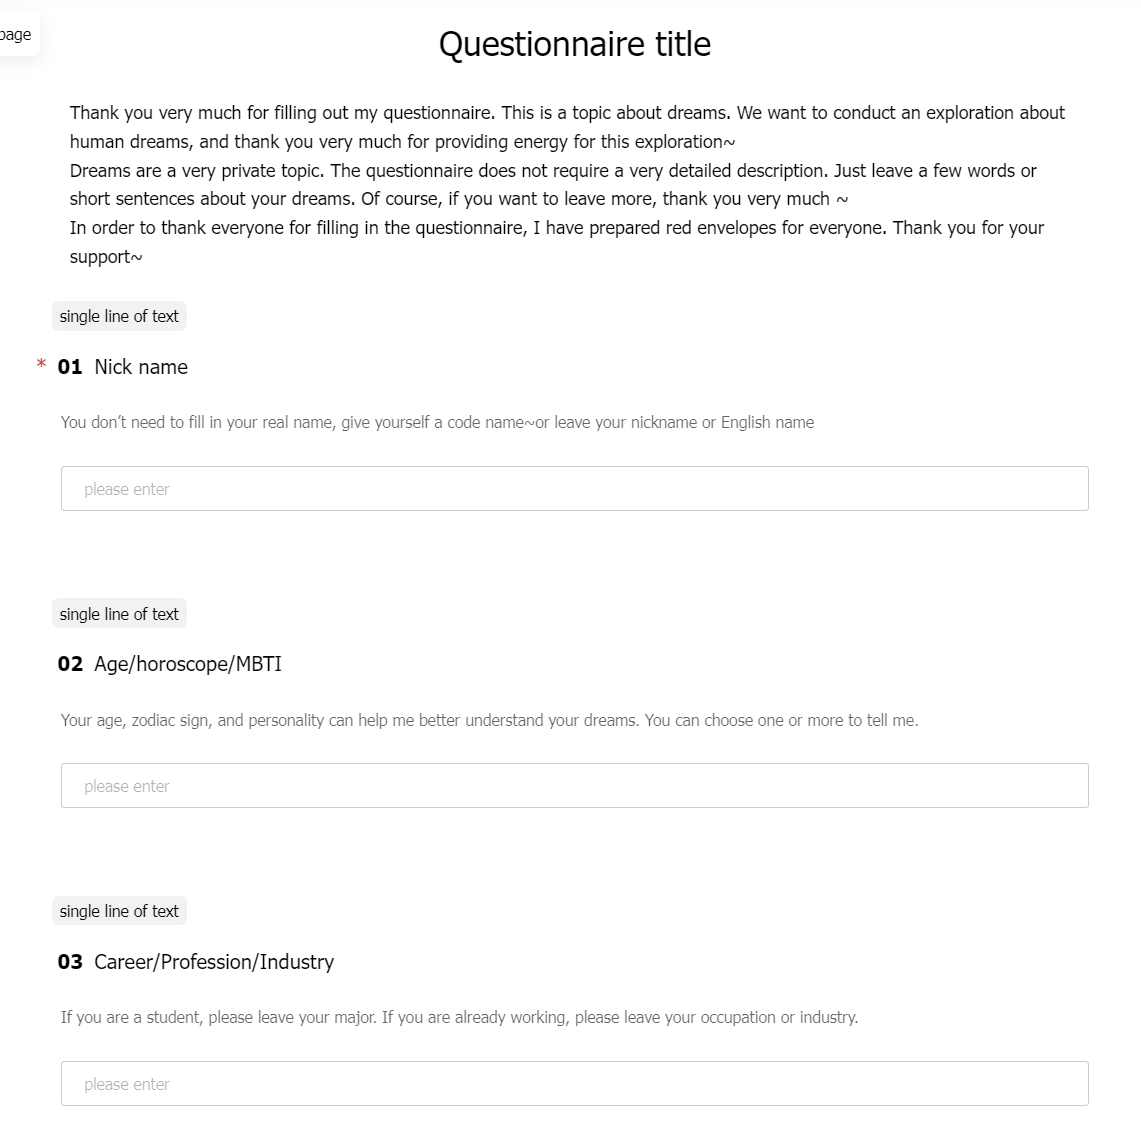 page
Questionnaire title
Thank you very much for filling out my questionnaire. This is a topic about dreams. We want to conduct an exploration about
human dreams, and thank you very much for providing energy for this exploration~
Dreams are a very private topic. The questionnaire does not require a very detailed description. Just leave a few words or
short sentences about your dreams. Of course, if you want to leave more, thank you very much ~
In order to thank everyone for filling in the questionnaire, I have prepared red envelopes for everyone. Thank you for your
support~
single line of text
* 01 Nick name
You don’t need to fill in your real name, give yourself a code name~or leave your nickname or English name
please enter
single line of text
02 Age/horoscope/MBTI
Your age, zodiac sign, and personality can help me better understand your dreams. You can choose one or more to tell me.
please enter
single line of text
03 Career/Profession/Industry
If you are a student, please leave your major. If you are already working, please leave your occupation or industry.
please enter